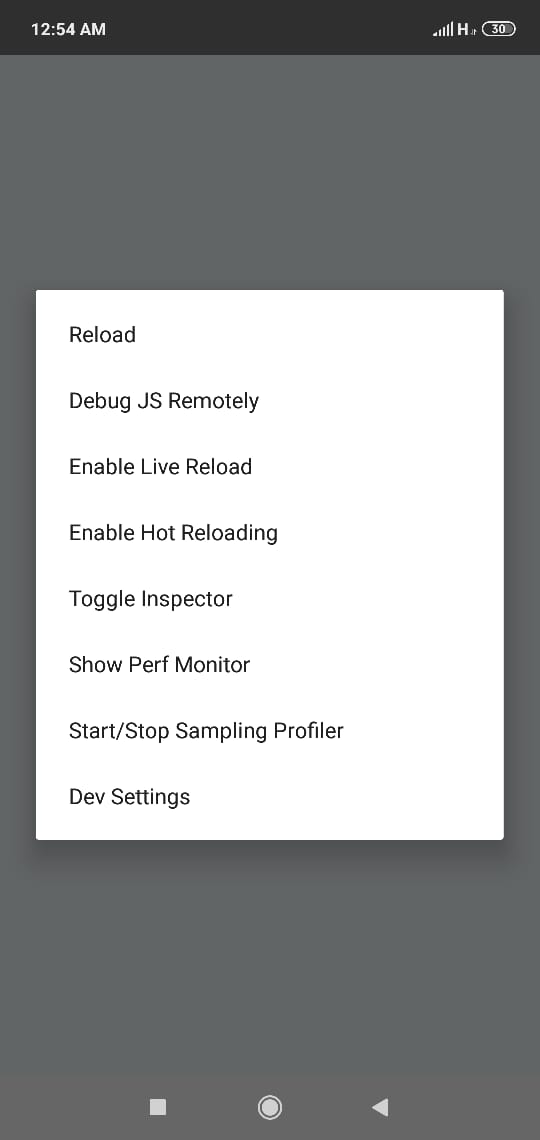 12:54 AM H 30
Reload
Debug JS Remotely
Enable Live Reload
Enable Hot Reloading
Toggle Inspector
Show Perf Monitor
Start/Stop Sampling Profiler
Dev Settings